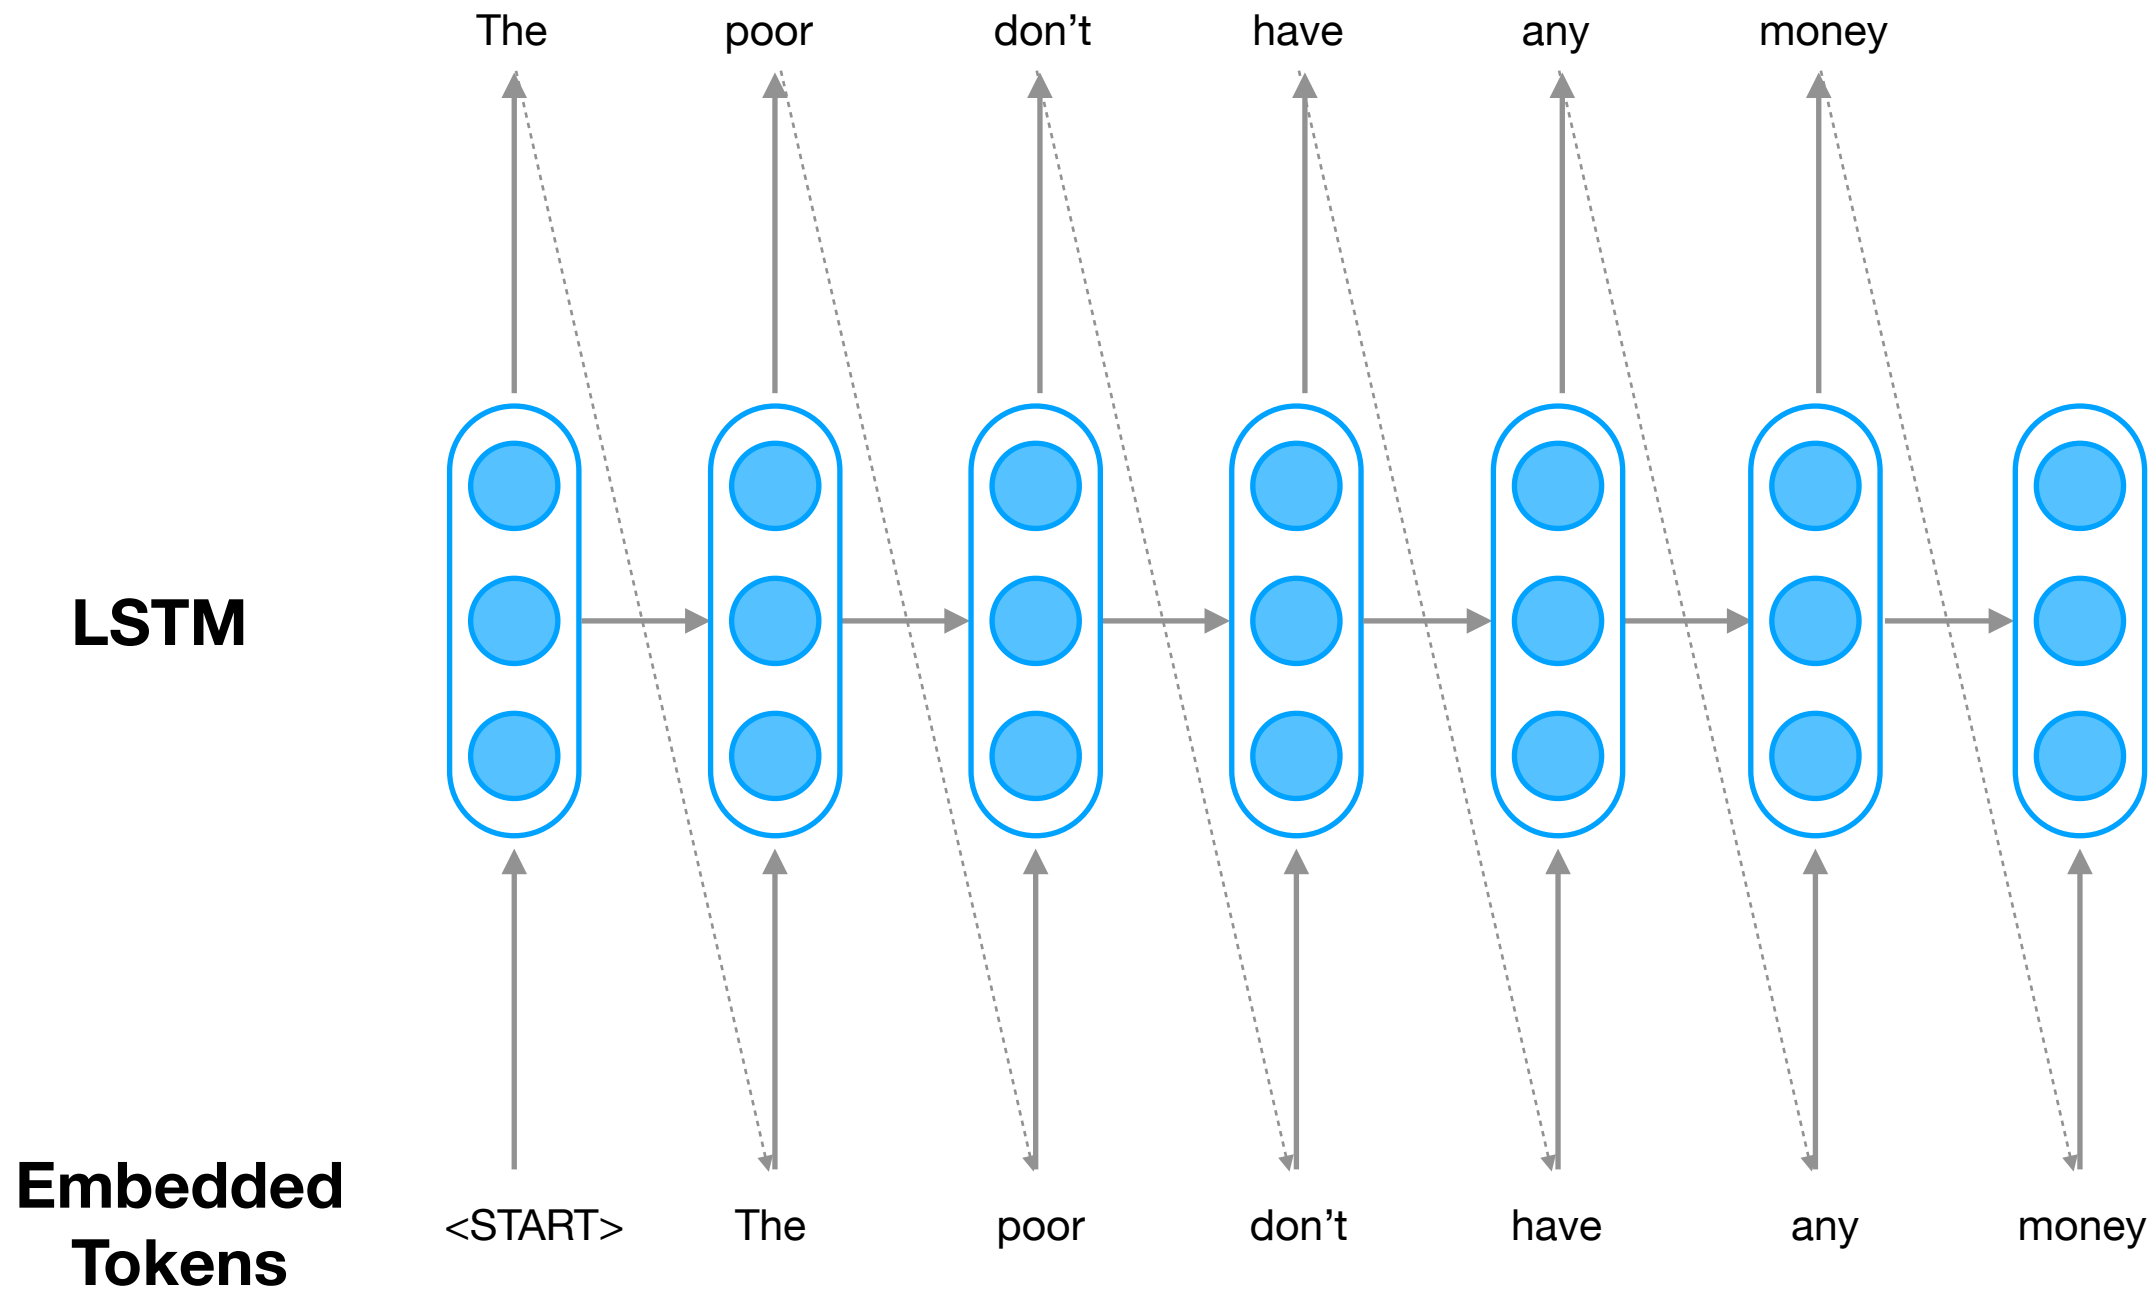 The poor don’t have any money
LSTM
Embedded
Tokens
<START> The poor don’t have any money